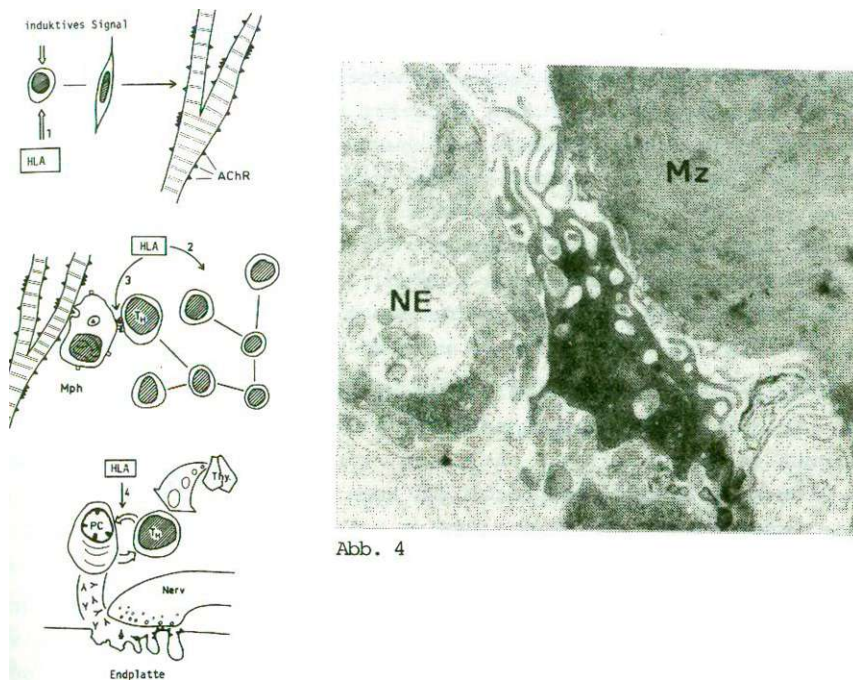 induktives Signal
1
HLA
AChR
HLA
2
3
TH
Mph
HLA
4
Thy.
PC
TH
Nerv
Endplatte
Mz
NE
Abb. 4